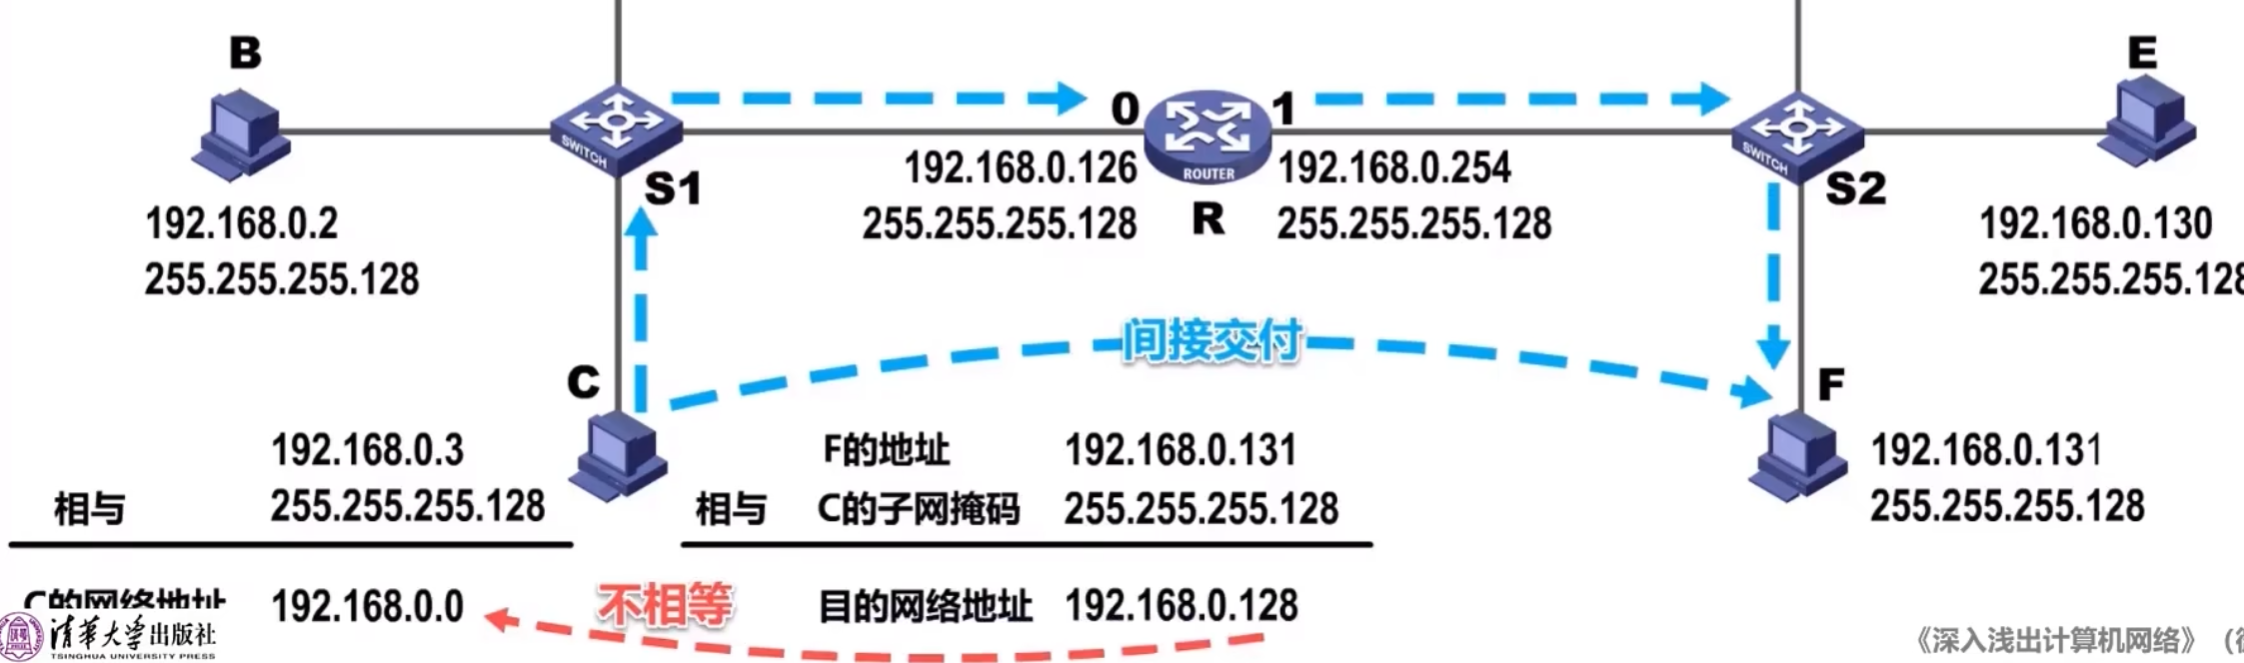 B
E
0
1
SWITCH
ROUTER
SWITCH
S1
R
S2
192.168.0.2
255.255.255.128
192.168.0.126
255.255.255.128
192.168.0.254
255.255.255.128
192.168.0.130
255.255.255.128
间接交付
C
F
192.168.0.3
相与 255.255.255.128
C的网络地址 192.168.0.0
F的地址 192.168.0.131
相与 C的子网掩码 255.255.255.128
目的网络地址 192.168.0.128
不相等
192.168.0.131
255.255.255.128
清华大学出版社
TSINGHUA UNIVERSITY PRESS
《深入浅出计算机网络》(